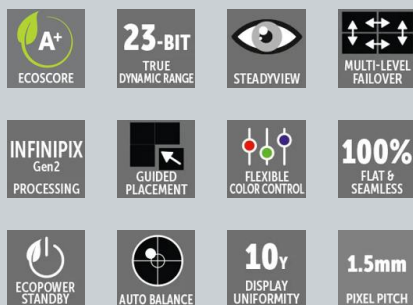 A+
ECOSCORE
23-BIT
TRUE
DYNAMIC RANGE
STEADYVIEW
MULTI-LEVEL
FAILOVER
INFINIPIX
Gen2
PROCESSING
GUIDED
PLACEMENT
FLEXIBLE
COLOR CONTROL
100%
FLAT &
SEAMLESS
ECOPOWER
STANDBY
AUTO BALANCE
10Y
DISPLAY
UNIFORMITY
1.5mm
PIXEL PITCH